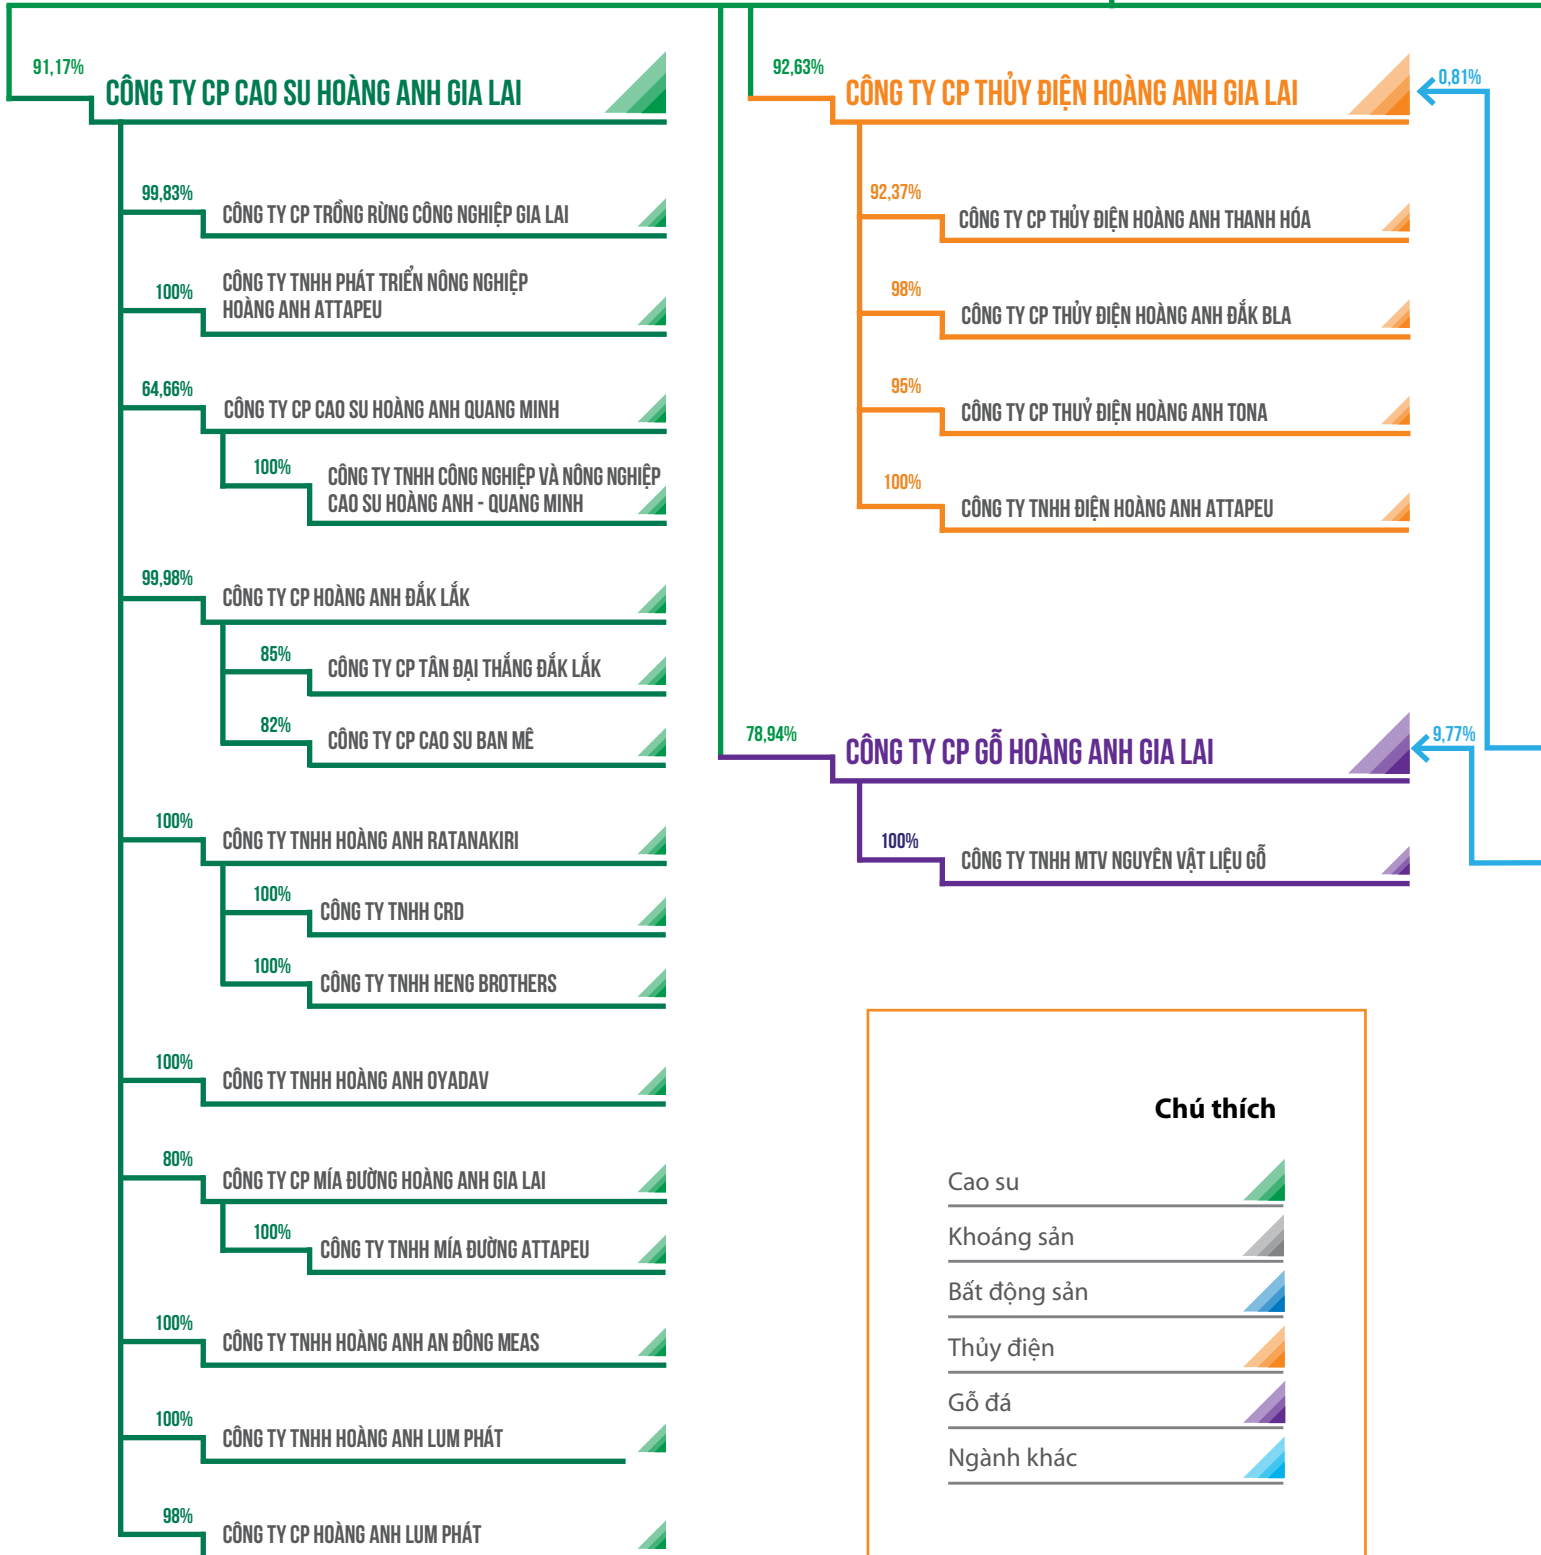 91,17%
CÔNG TY CP CAO SU HOÀNG ANH GIA LAI
99,83%
CÔNG TY CP TRỒNG RỪNG CÔNG NGHIỆP GIA LAI
100%
CÔNG TY TNHH PHÁT TRIỂN NÔNG NGHIỆP
HOÀNG ANH ATTAPEU
64,66%
CÔNG TY CP CAO SU HOÀNG ANH QUANG MINH
100%
CÔNG TY TNHH CÔNG NGHIỆP VÀ NÔNG NGHIỆP
CAO SU HOÀNG ANH - QUANG MINH
99,98%
CÔNG TY CP HOÀNG ANH ĐẮK LẮK
85%
CÔNG TY CP TÂN ĐẠI THẮNG ĐẮK LẮK
82%
CÔNG TY CP CAO SU BAN MÊ
100%
CÔNG TY TNHH HOÀNG ANH RATANAKIRI
100%
CÔNG TY TNHH CRD
100%
CÔNG TY TNHH HENG BROTHERS
100%
CÔNG TY TNHH HOÀNG ANH OYADAV
80%
CÔNG TY CP MÍA ĐƯỜNG HOÀNG ANH GIA LAI
100%
CÔNG TY TNHH MÍA ĐƯỜNG ATTAPEU
100%
CÔNG TY TNHH HOÀNG ANH AN ĐÔNG MEAS
100%
CÔNG TY TNHH HOÀNG ANH LUM PHÁT
98%
CÔNG TY CP HOÀNG ANH LUM PHÁT
92,63%
CÔNG TY CP THỦY ĐIỆN HOÀNG ANH GIA LAI
0,81%
92,37%
CÔNG TY CP THỦY ĐIỆN HOÀNG ANH THANH HÓA
98%
CÔNG TY CP THỦY ĐIỆN HOÀNG ANH ĐẮK BLA
95%
CÔNG TY CP THUỶ ĐIỆN HOÀNG ANH TONA
100%
CÔNG TY TNHH ĐIỆN HOÀNG ANH ATTAPEU
78,94%
CÔNG TY CP GỖ HOÀNG ANH GIA LAI
9,77%
100%
CÔNG TY TNHH MTV NGUYÊN VẬT LIỆU GỖ
Chú thích
Cao su
Khoáng sản
Bất động sản
Thủy điện
Gỗ đá
Ngành khác